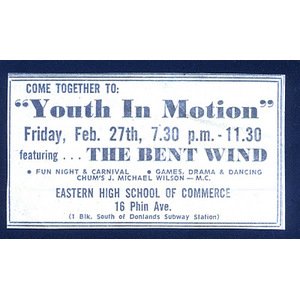 COME TOGETHER TO:
"Youth In Motion"
Friday, Feb. 27th, 7.30 p.m. - 11.30
featuring . . . THE BENT WIND
• FUN NIGHT & CARNIVAL • GAMES, DRAMA & DANCING
CHUM'S J. MICHAEL WILSON — M.C.
EASTERN HIGH SCHOOL OF COMMERCE
16 Phin Ave.
(1 Blk. South of Donlands Subway Station)